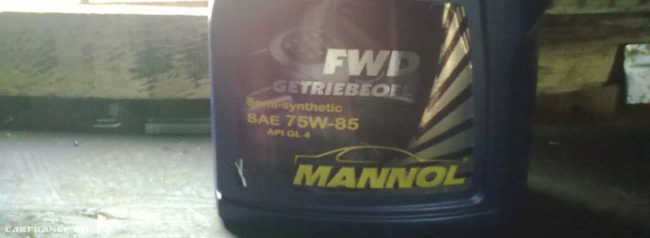 FWD
GETRIEBEOEL
Semi-synthetic
SAE 75W-85
API GL 4
MANNOL